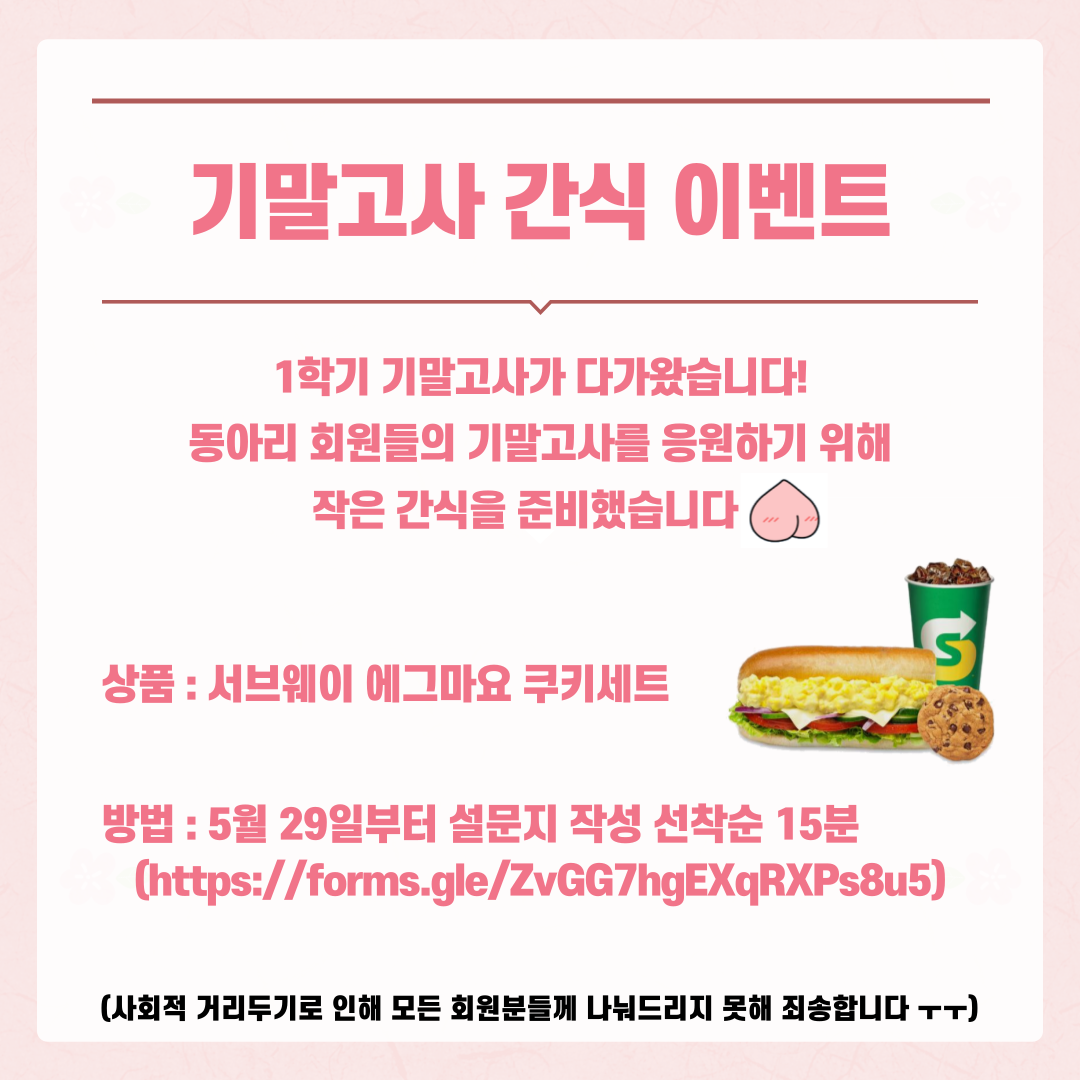 기말고사 간식 이벤트
1학기 기말고사가 다가왔습니다!
동아리 회원들의 기말고사를 응원하기 위해
작은 간식을 준비했습니다
상품 : 서브웨이 에그마요 쿠키세트
방법 : 5월 29일부터 설문지 작성 선착순 15분
(https://forms.gle/ZvGG7hgEXqRXPs8u5)
(사회적 거리두기로 인해 모든 회원분들께 나눠드리지 못해 죄송합니다 ㅜㅜ)